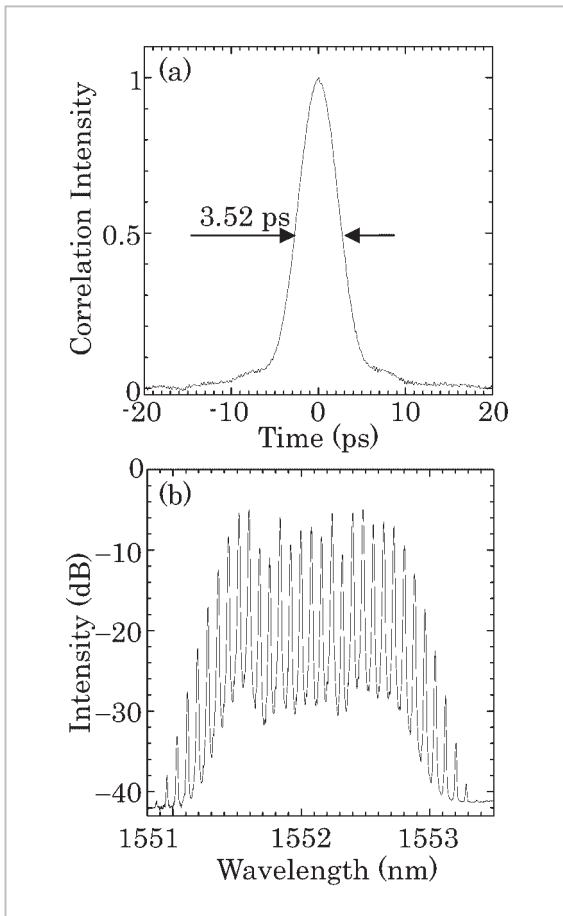 (a)
Correlation Intensity
1
0.5
0
3.52 ps
-20 -10 0 10 20
Time (ps)
(b)
Intensity (dB)
0
−10
−20
−30
−40
1551 1552 1553
Wavelength (nm)